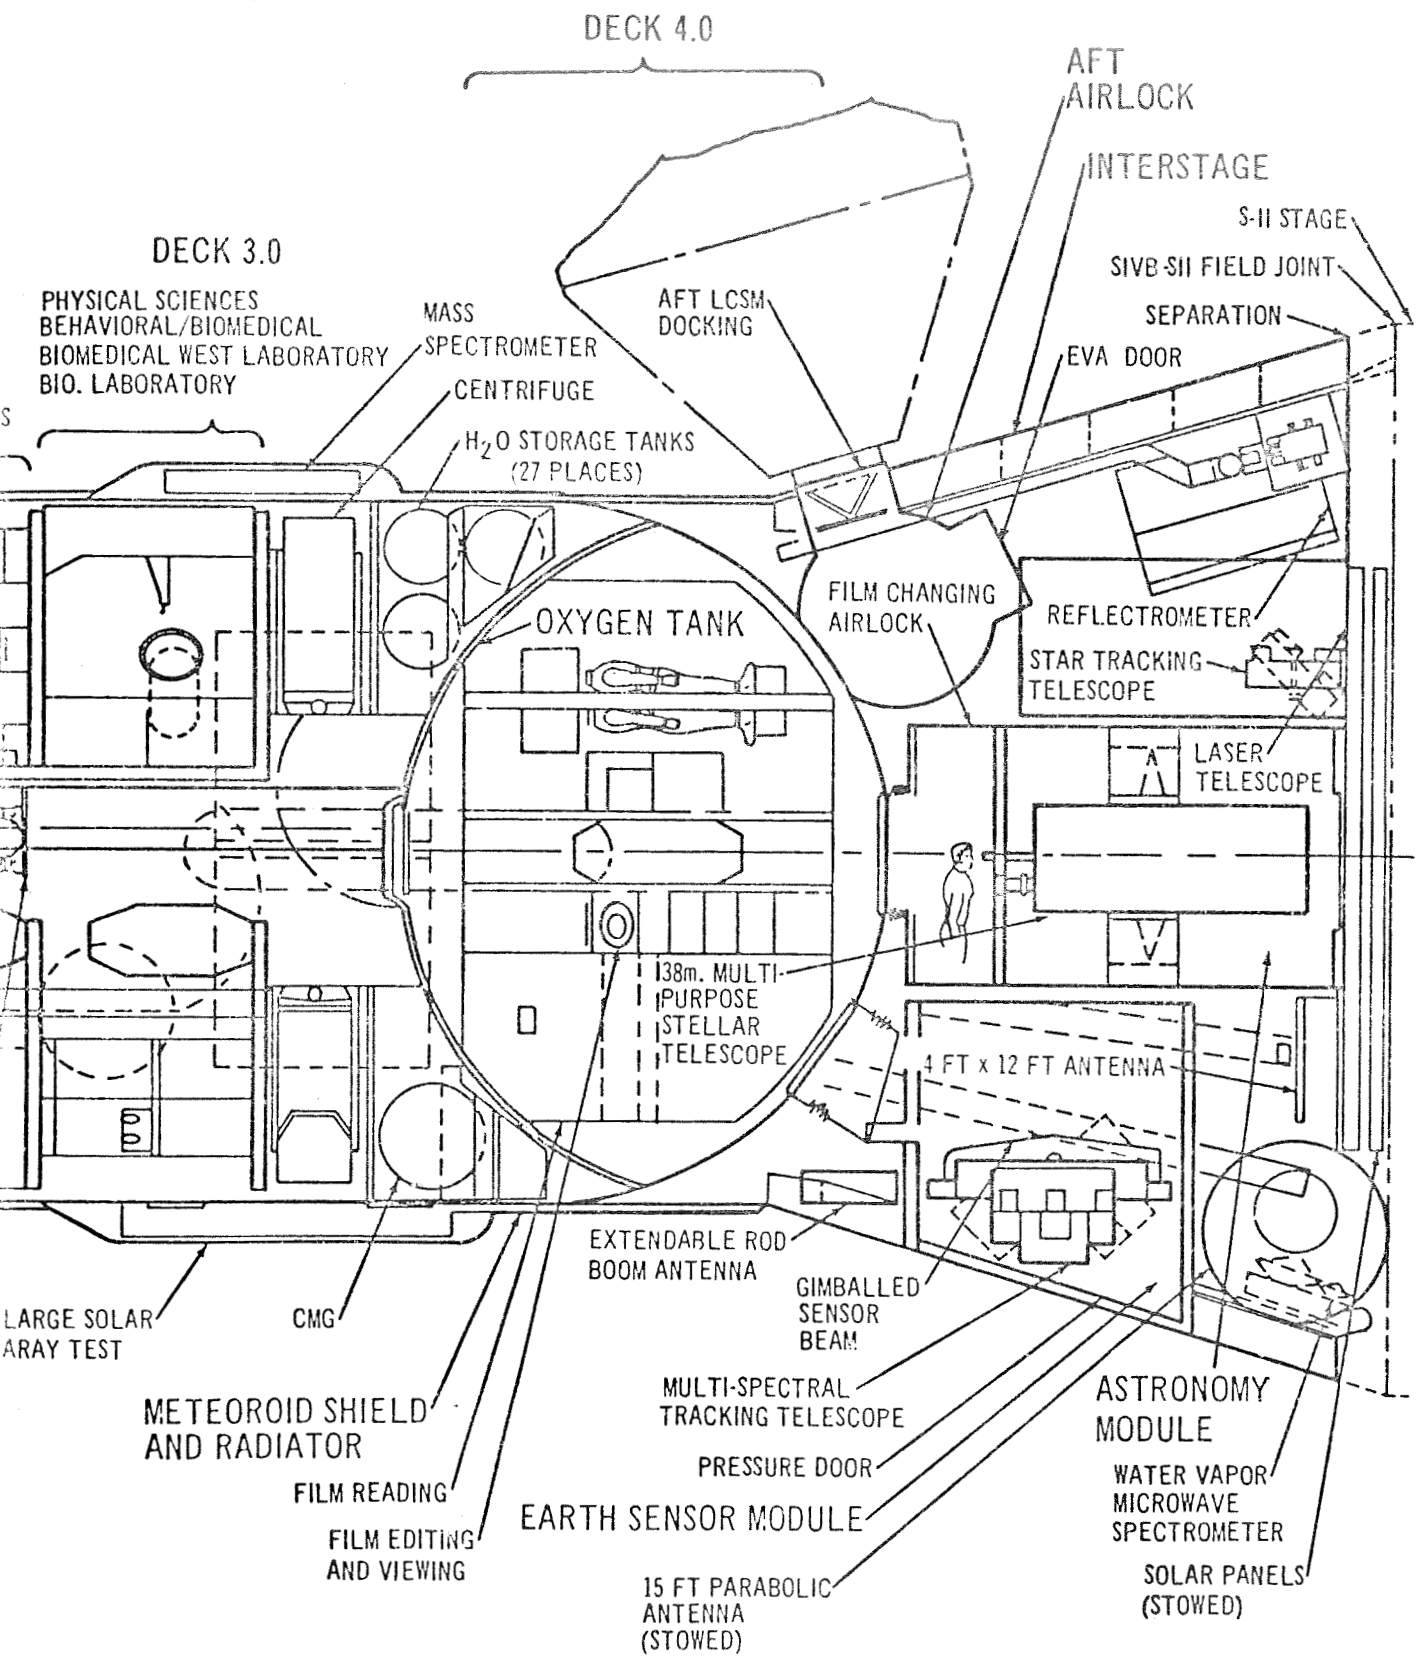 DECK 4.0
AFT
AIRLOCK
INTERSTAGE
S-II STAGE
SIVB-SII FIELD JOINT
SEPARATION
EVA DOOR
DECK 3.0
PHYSICAL SCIENCES
BEHAVIORAL/BIOMEDICAL
BIOMEDICAL WEST LABORATORY
BIO. LABORATORY
S
MASS
SPECTROMETER
CENTRIFUGE
H2O STORAGE TANKS
(27 PLACES)
AFT LCSM
DOCKING
OXYGEN TANK
FILM CHANGING
AIRLOCK
REFLECTROMETER
STAR TRACKING
TELESCOPE
LASER
TELESCOPE
38m. MULTI-
PURPOSE
STELLAR
TELESCOPE
4 FT x 12 FT ANTENNA
EXTENDABLE ROD
BOOM ANTENNA
GIMBALLED
SENSOR
BEAM
LARGE SOLAR
ARAY TEST
CMG
METEOROID SHIELD
AND RADIATOR
FILM READING
FILM EDITING
AND VIEWING
MULTI-SPECTRAL
TRACKING TELESCOPE
PRESSURE DOOR
EARTH SENSOR MODULE
15 FT PARABOLIC
ANTENNA
(STOWED)
ASTRONOMY
MODULE
WATER VAPOR
MICROWAVE
SPECTROMETER
SOLAR PANELS
(STOWED)